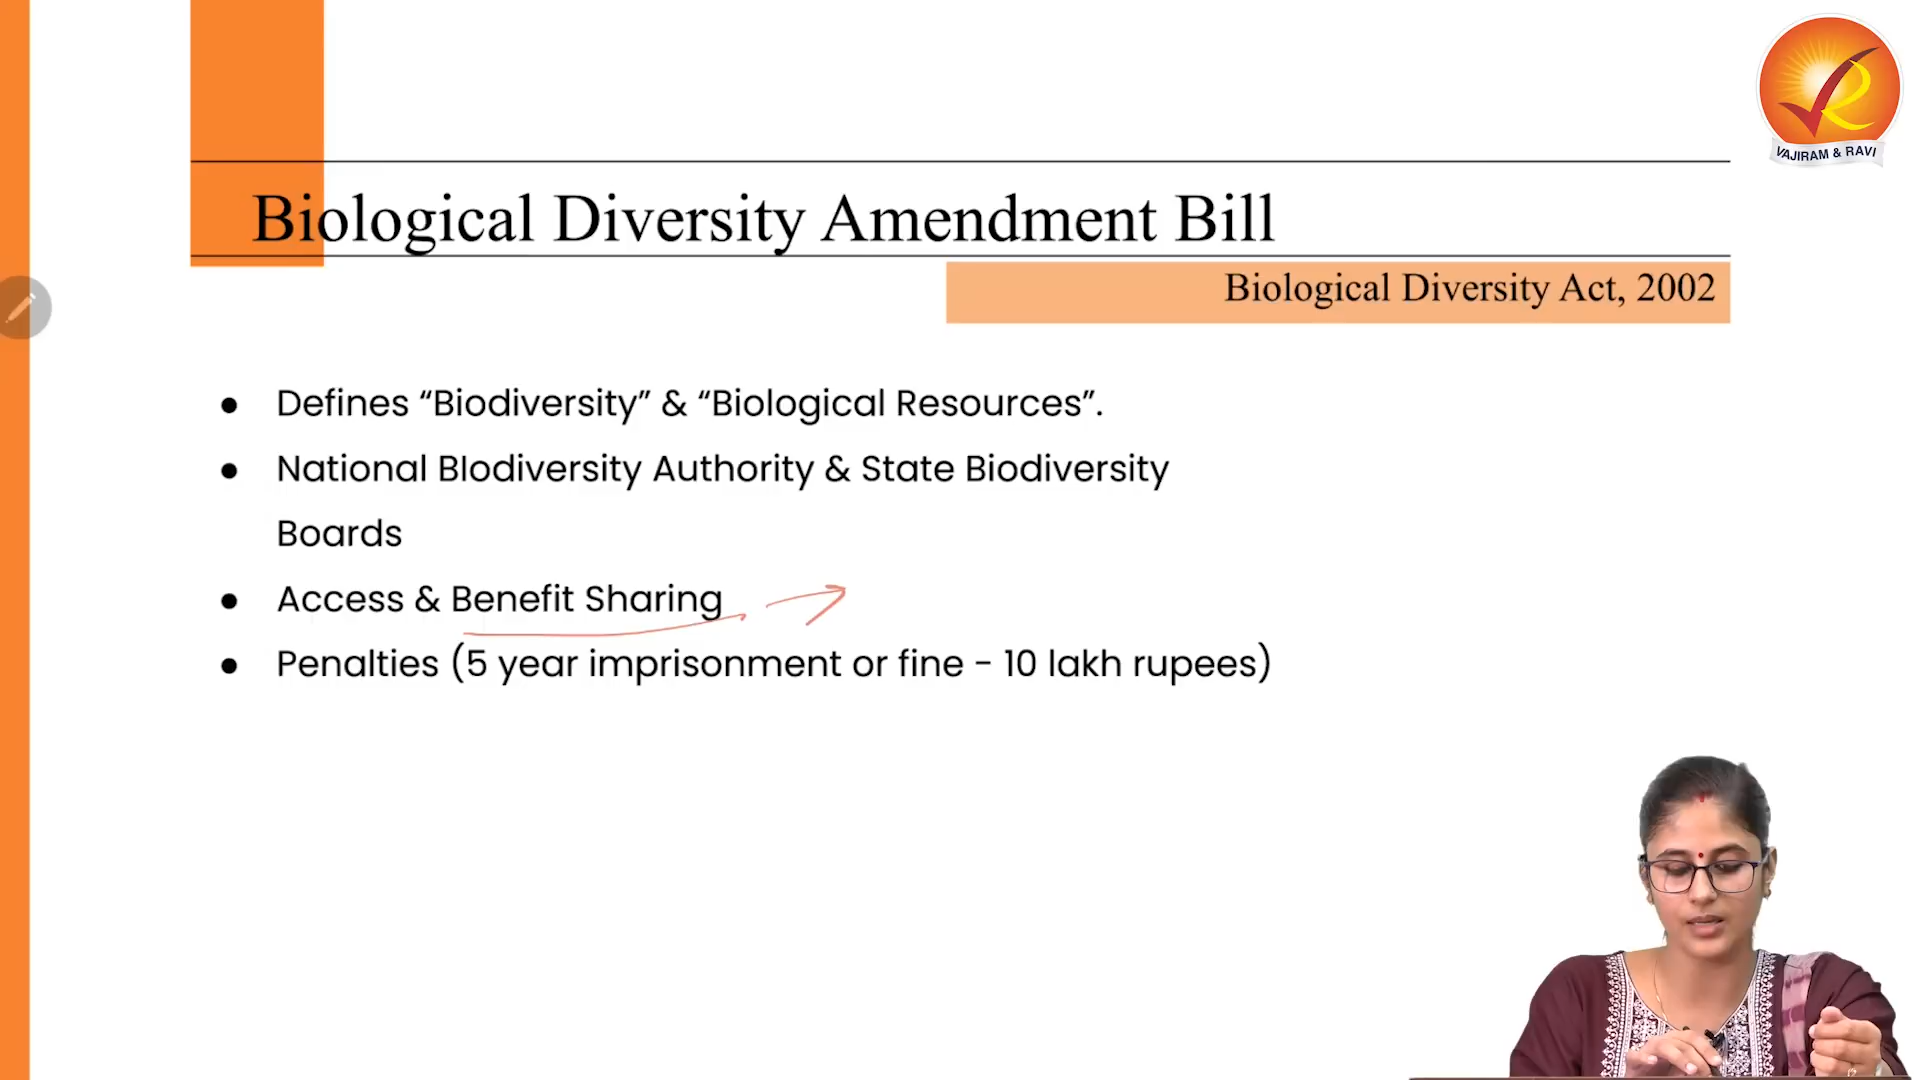 VAJIRAM & RAVI
Biological Diversity Amendment Bill
Biological Diversity Act, 2002
● Defines “Biodiversity” & “Biological Resources”.
● National BIodiversity Authority & State Biodiversity
Boards
● Access & Benefit Sharing
● Penalties (5 year imprisonment or fine - 10 lakh rupees)